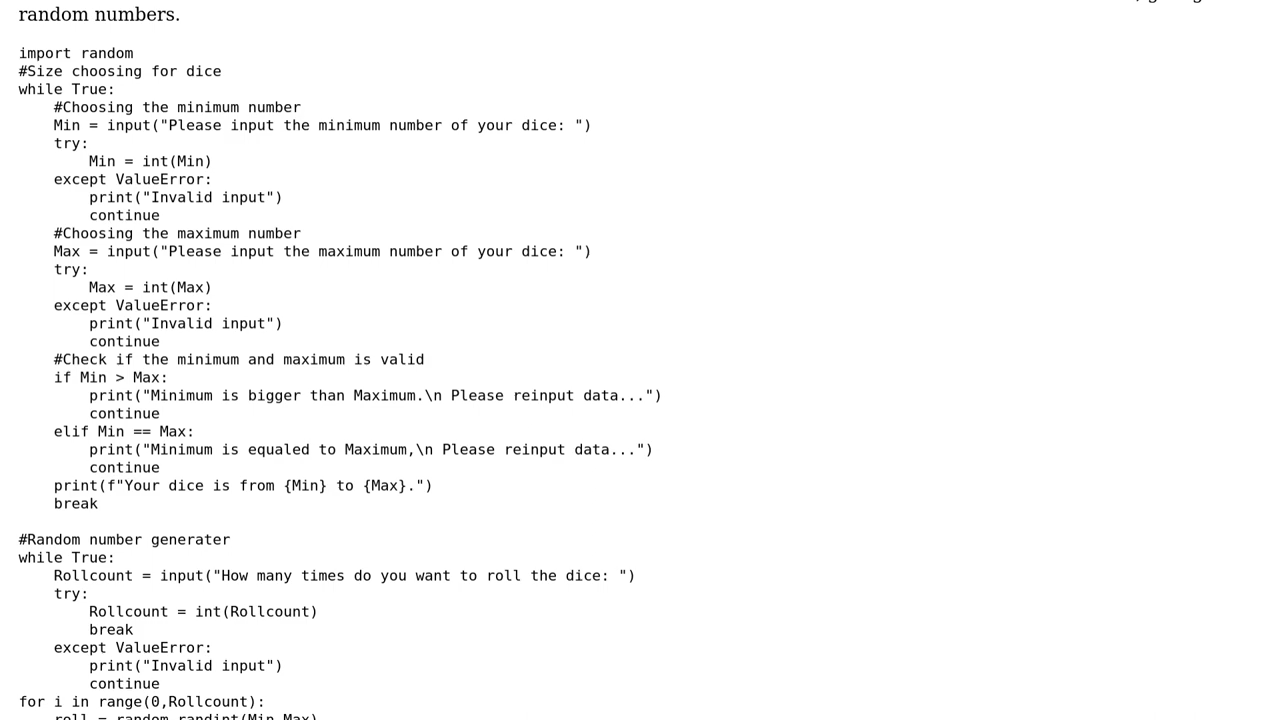 random numbers.
import random
#Size choosing for dice
while True:
    #Choosing the minimum number
    Min = input("Please input the minimum number of your dice: ")
    try:
        Min = int(Min)
    except ValueError:
        print("Invalid input")
        continue
    #Choosing the maximum number
    Max = input("Please input the maximum number of your dice: ")
    try:
        Max = int(Max)
    except ValueError:
        print("Invalid input")
        continue
    #Check if the minimum and maximum is valid
    if Min > Max:
        print("Minimum is bigger than Maximum.\n Please reinput data...")
        continue
    elif Min == Max:
        print("Minimum is equaled to Maximum,\n Please reinput data...")
        continue
    print(f"Your dice is from {Min} to {Max}.")
    break
#Random number generater
while True:
    Rollcount = input("How many times do you want to roll the dice: ")
    try:
        Rollcount = int(Rollcount)
        break
    except ValueError:
        print("Invalid input")
        continue
for i in range(0,Rollcount):
    roll = random.randint(Min,Max)